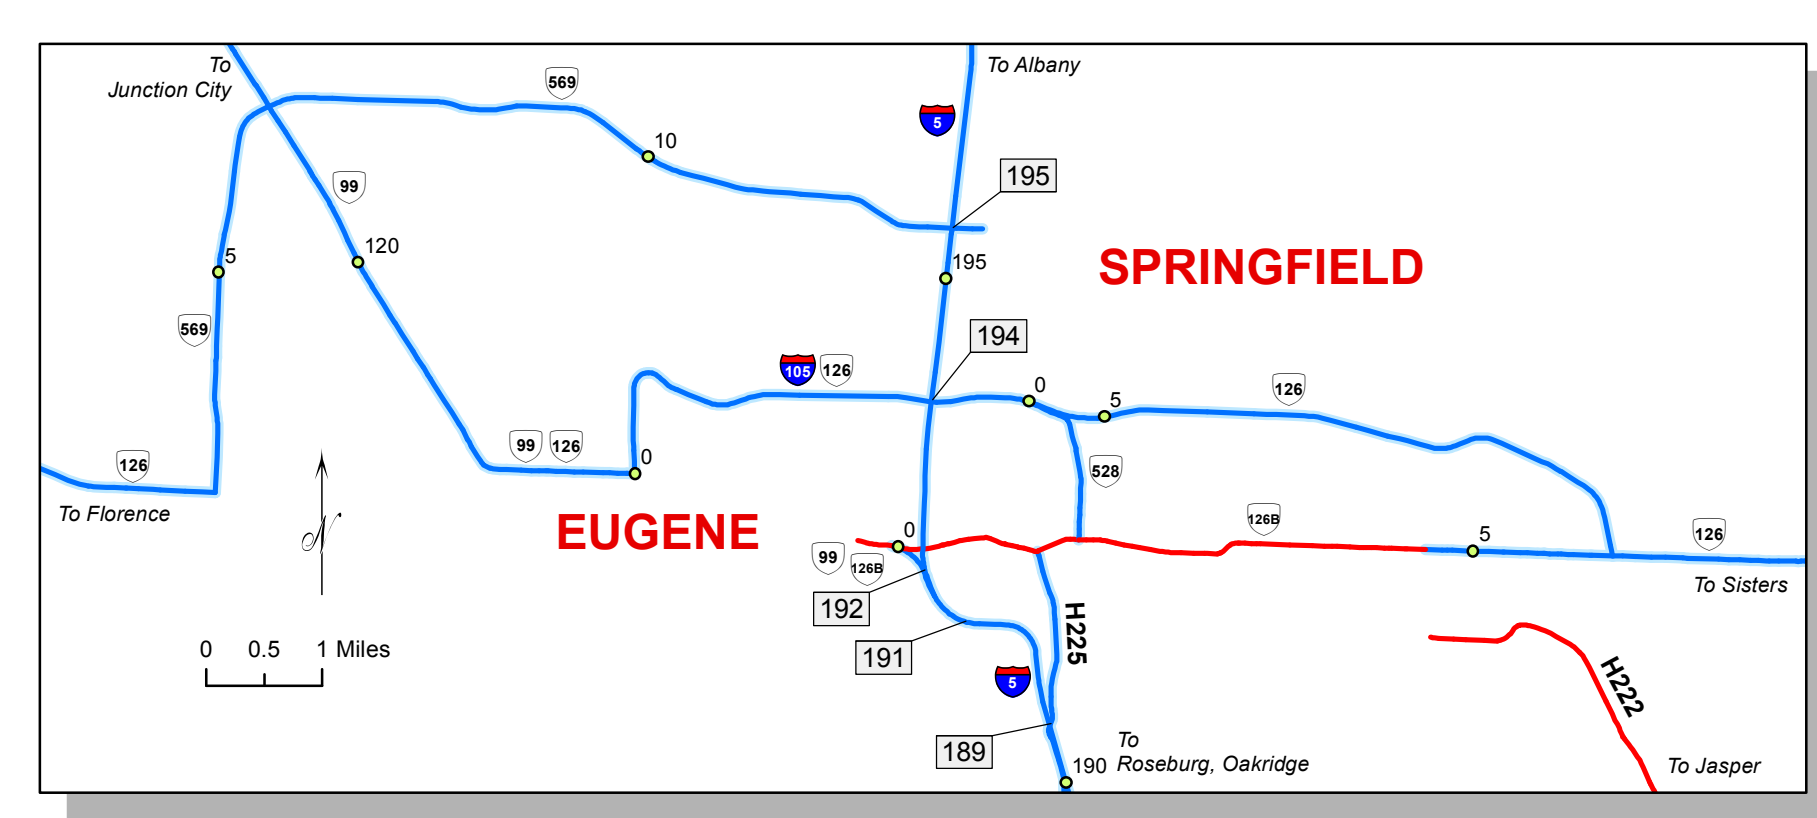 To
Junction City
569
To Albany
5
10
99
195
120
5
195
SPRINGFIELD
569
194
105
126
0
5
126
126
99
126
0
528
To Florence
N
EUGENE
0
126B
5
126
99
126B
To Sisters
192
H225
0
0.5
1 Miles
191
5
H222
189
To
Roseburg, Oakridge
190
To Jasper